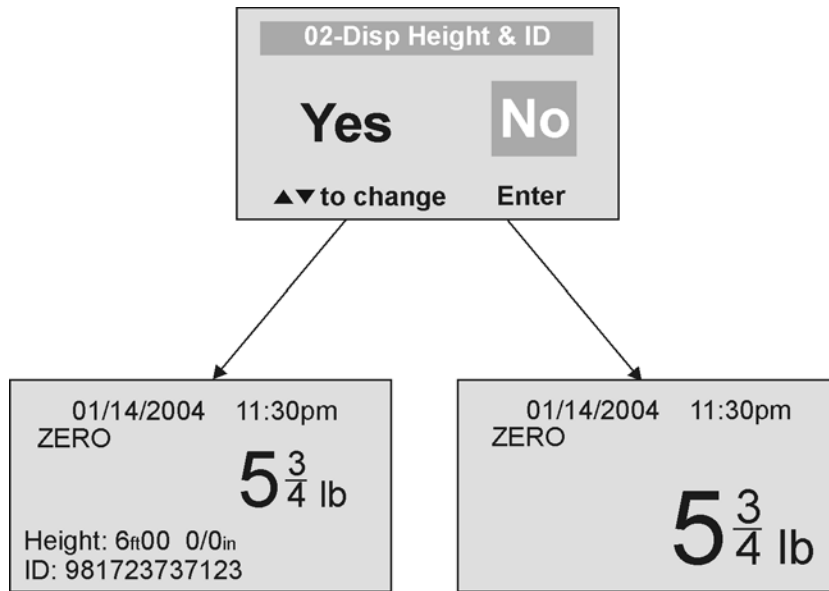 02-Disp Height & ID
Yes No
▲▼ to change Enter
01/14/2004 11:30pm
ZERO
5 3/4 lb
Height: 6ft00 0/0in
ID: 981723737123
01/14/2004 11:30pm
ZERO
5 3/4 lb